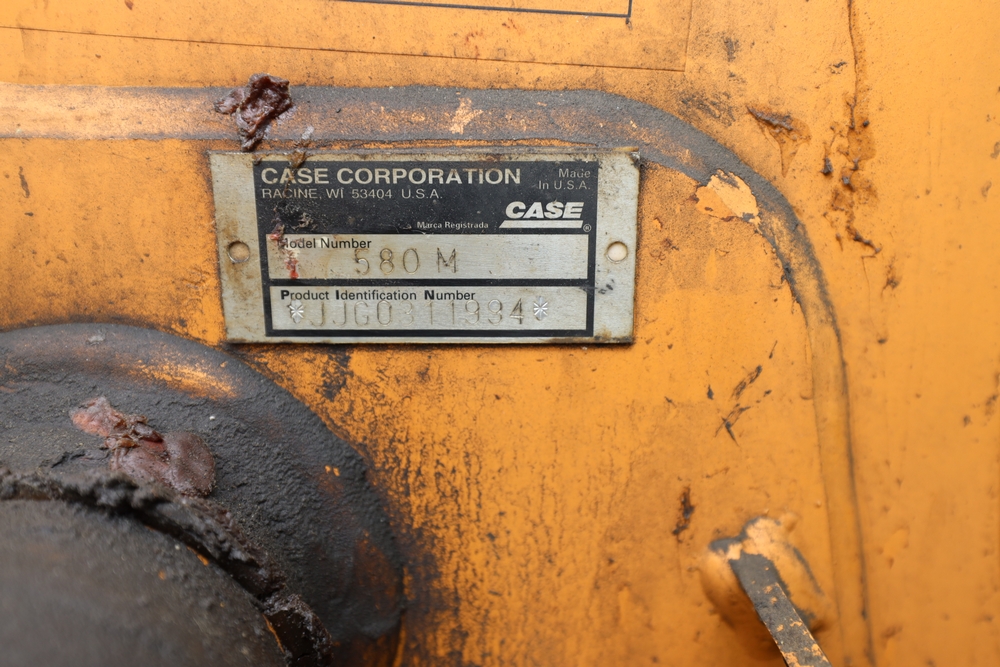 CASE CORPORATION
Made
In U.S.A.
RACINE, WI 53404 U.S.A.
CASE
®
Marca Registrada
Model Number
580 M
Product Identification Number
*JJG0311934*